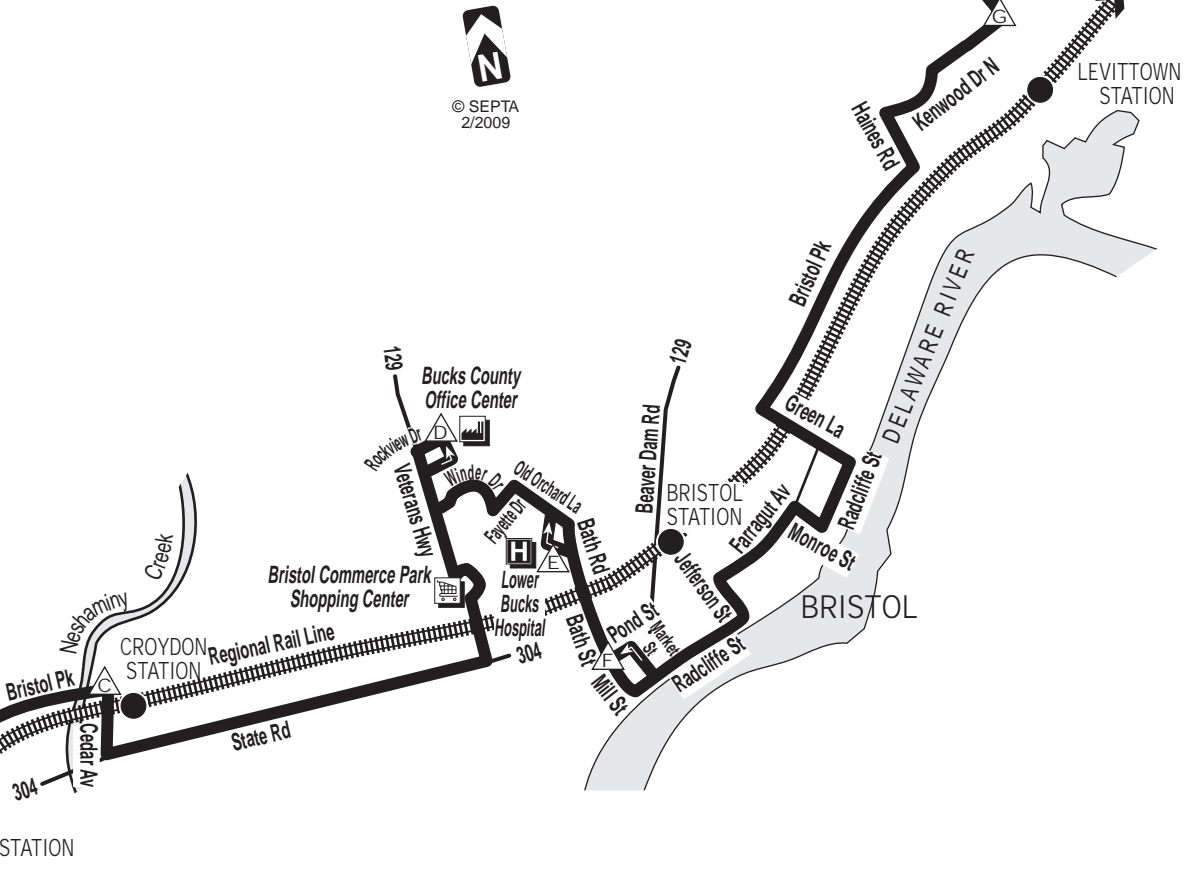 G
LEVITTOWN
STATION
N
© SEPTA
2/2009
Kenwood Dr N
Haines Rd
Bristol Pk
DELAWARE RIVER
129
129
Bucks County
Office Center
D
Rockview Dr
Veterans Hwy
Winder Dr
Old Orchard La
Fayette Dr
Beaver Dam Rd
Green La
BRISTOL
STATION
Radcliffe St
Farragut Av
Monroe St
Creek
Neshaminy
H
E
Bath Rd
Lower
Bucks
Hospital
Bristol Commerce Park
Shopping Center
Jefferson St
BRISTOL
Pond St
Market
St
Bath St
F
Mill St
Radcliffe St
CROYDON
STATION
Regional Rail Line
304
Bristol Pk
C
Cedar Av
State Rd
304
STATION